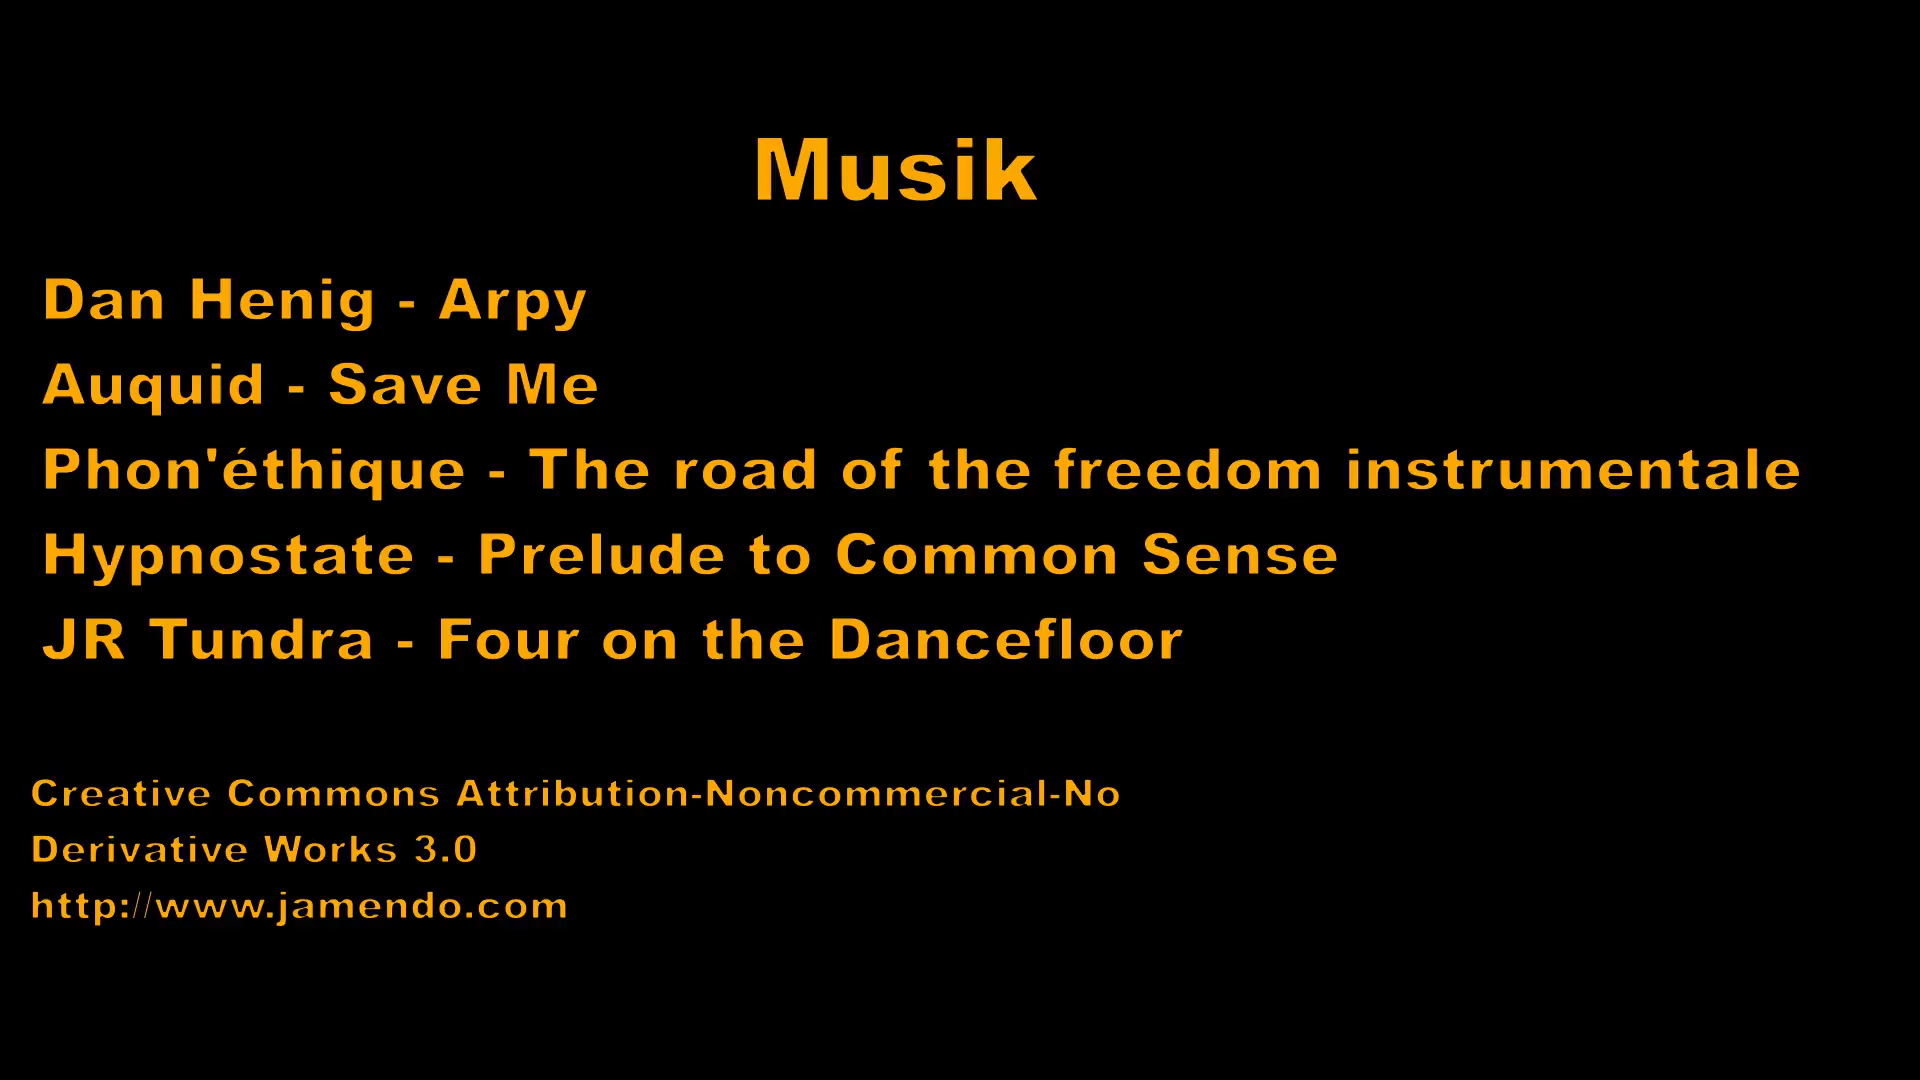 Musik
Dan Henig - Arpy
Auquid - Save Me
Phon'éthique - The road of the freedom instrumentale
Hypnostate - Prelude to Common Sense
JR Tundra - Four on the Dancefloor
Creative Commons Attribution-Noncommercial-No
Derivative Works 3.0
http://www.jamendo.com